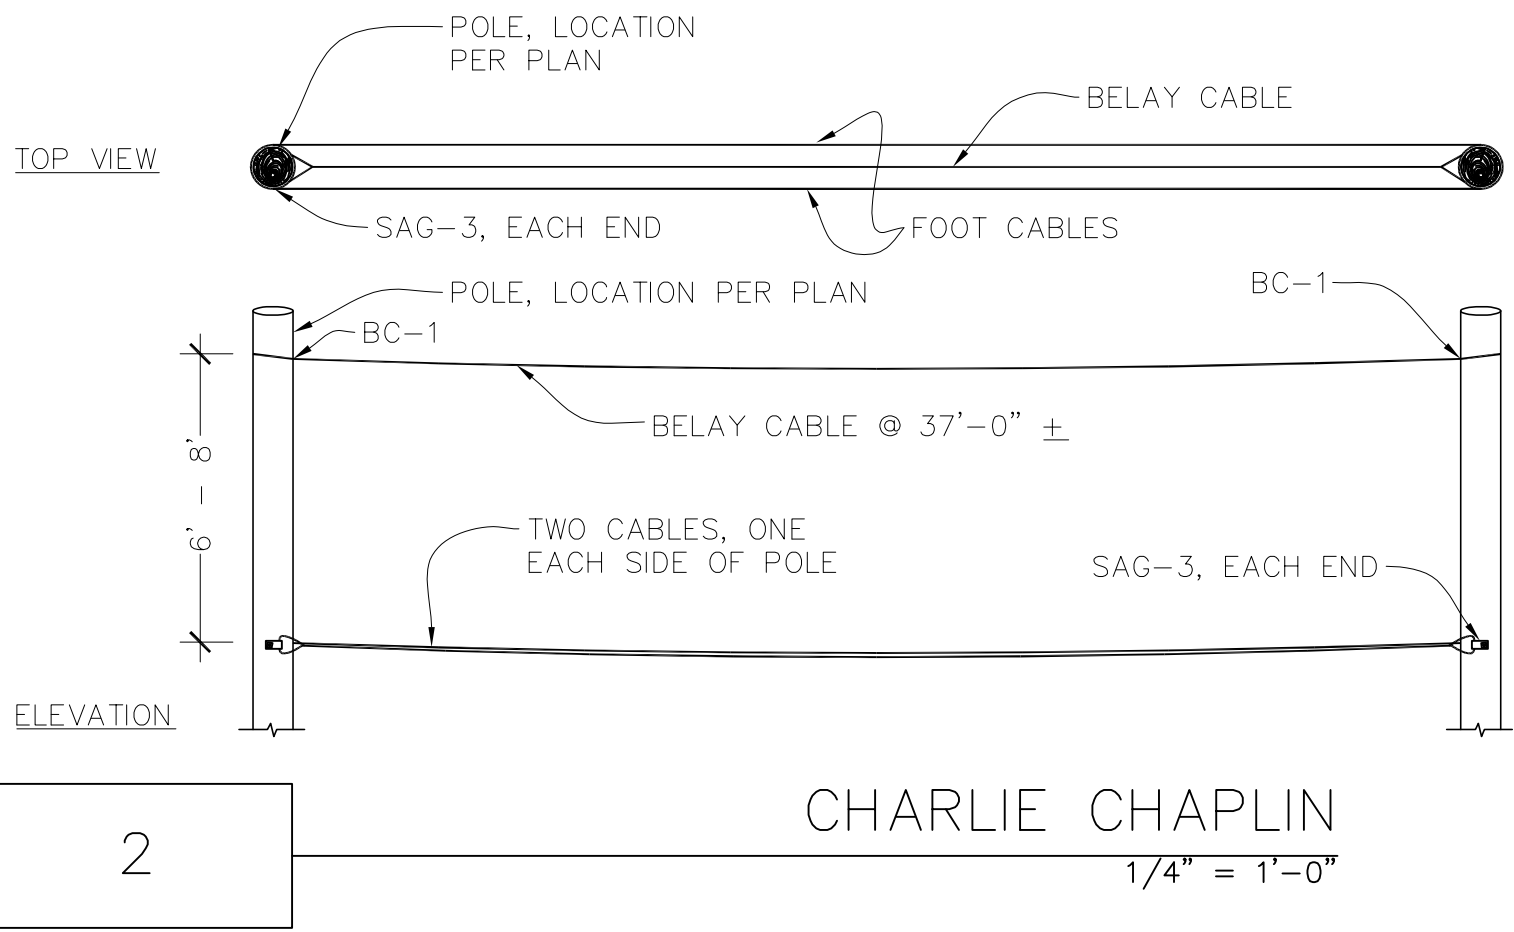 POLE, LOCATION
PER PLAN
BELAY CABLE
TOP VIEW
SAG-3, EACH END
FOOT CABLES
POLE, LOCATION PER PLAN
BC-1
BC-1
BELAY CABLE @ 37'-0" ±
6' - 8'
TWO CABLES, ONE
EACH SIDE OF POLE
SAG-3, EACH END
ELEVATION
2
CHARLIE CHAPLIN
1/4" = 1'-0"